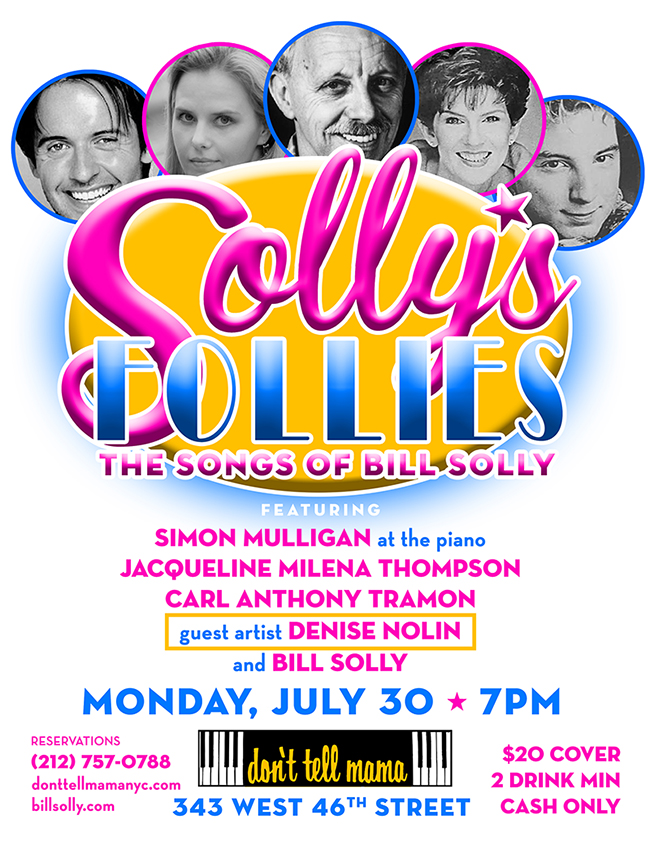 Solly's
FOLLIES
THE SONGS OF BILL SOLLY
FEATURING
SIMON MULLIGAN at the piano
JACQUELINE MILENA THOMPSON
CARL ANTHONY TRAMON
guest artist DENISE NOLIN
and BILL SOLLY
MONDAY, JULY 30 ★ 7PM
RESERVATIONS
(212) 757-0788
donttellmamanyc.com
billsolly.com
don't tell mama
343 WEST 46TH STREET
$20 COVER
2 DRINK MIN
CASH ONLY